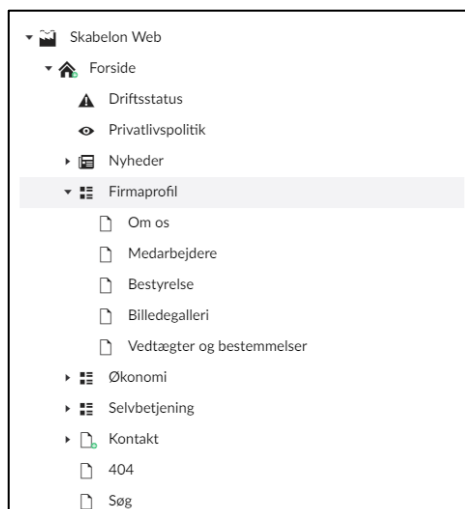 Skabelon Web
Forside
Driftsstatus
Privatlivspolitik
Nyheder
Firmaprofil
Om os
Medarbejdere
Bestyrelse
Billedegalleri
Vedtægter og bestemmelser
Økonomi
Selvbetjening
Kontakt
404
Søg